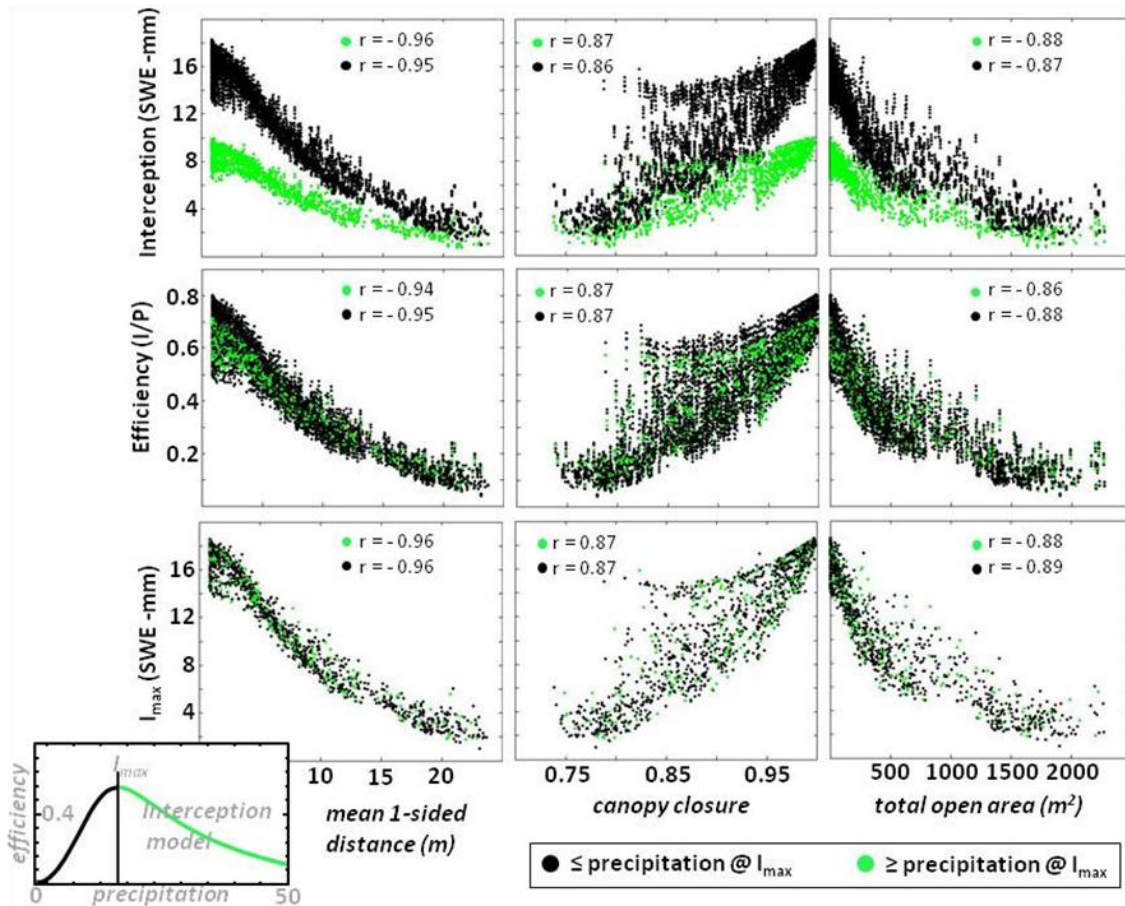 Interception (SWE -mm)
16
12
8
4
r = -0.96
r = -0.95
r = 0.87
r = 0.86
r = -0.88
r = -0.87
Efficiency (I/P)
0.8
0.6
0.4
0.2
r = -0.94
r = -0.95
r = 0.87
r = 0.87
r = -0.86
r = -0.88
Imax (SWE -mm)
16
12
8
4
r = -0.96
r = -0.96
r = 0.87
r = 0.87
r = -0.88
r = -0.89
10 15 20
mean 1-sided
distance (m)
0.75 0.85 0.95
canopy closure
500 1000 1500 2000
total open area (m²)
efficiency
Imax
0.4
Interception
model
0 50
precipitation
≤ precipitation @ Imax
≥ precipitation @ Imax